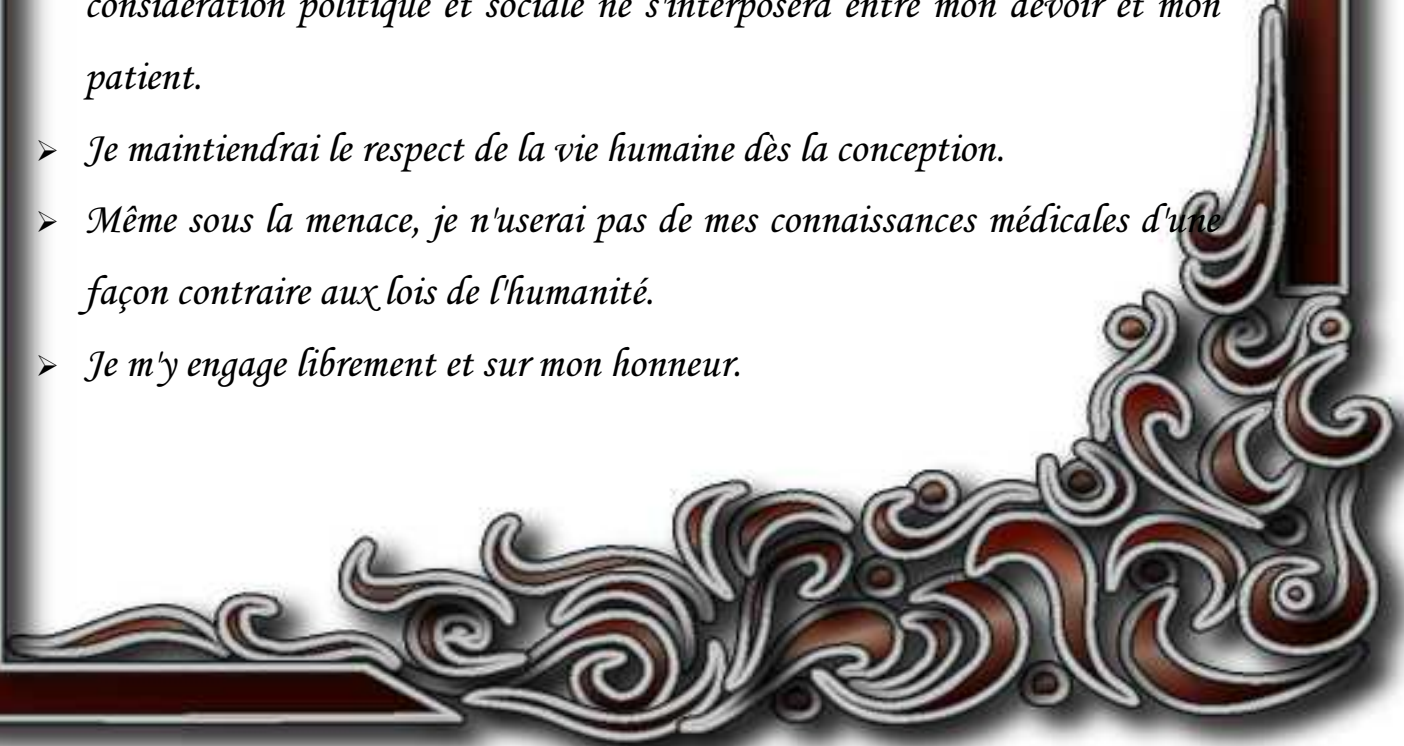 considération politique et sociale ne s'interposera entre mon devoir et mon
patient.
➢ Je maintiendrai le respect de la vie humaine dès la conception.
➢ Même sous la menace, je n'userai pas de mes connaissances médicales d'une
façon contraire aux lois de l'humanité.
➢ Je m'y engage librement et sur mon honneur.